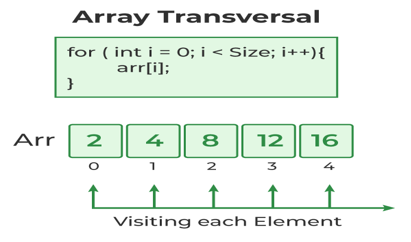 Array Transversal
for ( int i = 0; i < Size; i++){
arr[i];
}
Arr 2 4 8 12 16
0 1 2 3 4
Visiting each Element